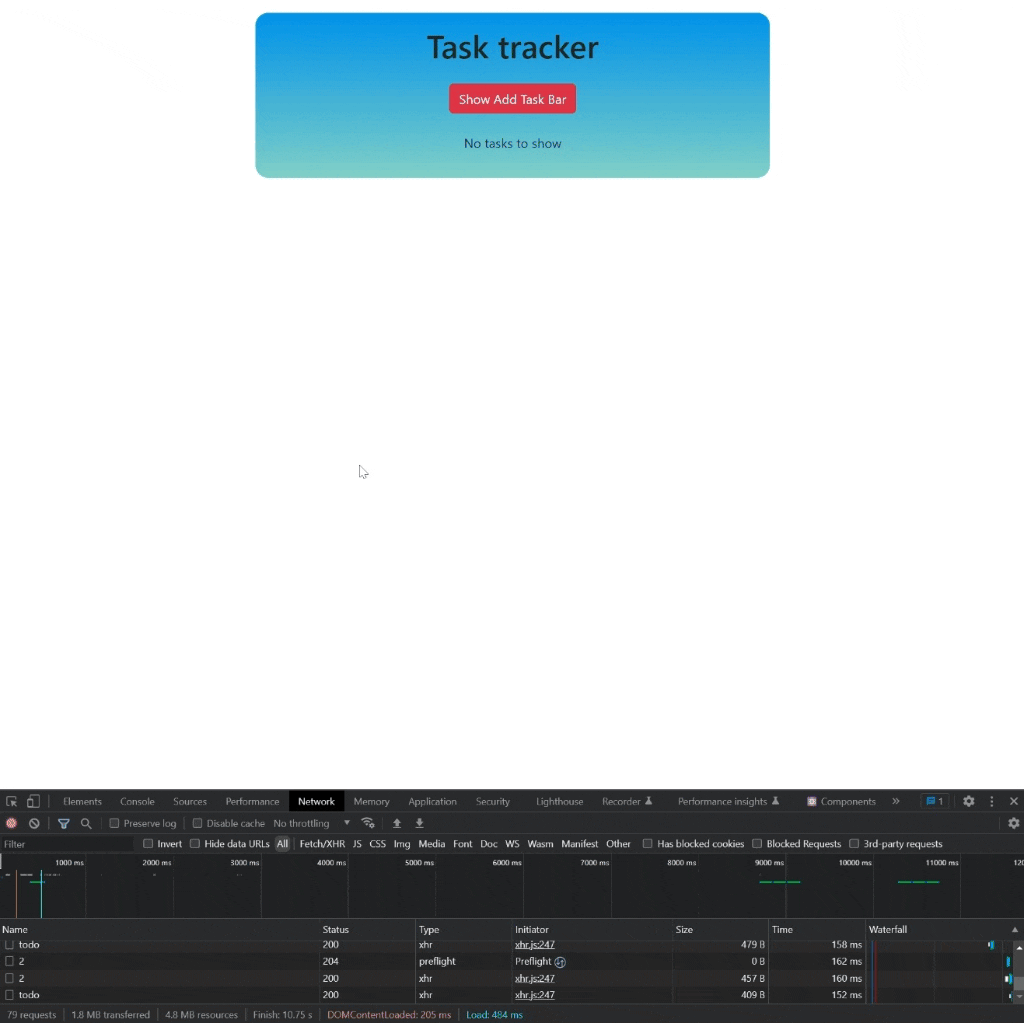 Task tracker
Show Add Task Bar
No tasks to show
Elements Console Sources Performance Network Memory Application Security Lighthouse Recorder Performance insights Components » 1
Preserve log Disable cache No throttling
Filter Invert Hide data URLs All Fetch/XHR JS CSS Img Media Font Doc WS Wasm Manifest Other Has blocked cookies Blocked Requests 3rd-party requests
1000 ms 2000 ms 3000 ms 4000 ms 5000 ms 6000 ms 7000 ms 8000 ms 9000 ms 10000 ms 11000 ms 120
Name Status Type Initiator Size Time Waterfall
todo 200 xhr xhr.js:247 479 B 158 ms
2 204 preflight Preflight 0 B 162 ms
2 200 xhr xhr.js:247 457 B 160 ms
todo 200 xhr xhr.js:247 409 B 152 ms
79 requests 1.8 MB transferred 4.8 MB resources Finish: 10.75 s DOMContentLoaded: 205 ms Load: 484 ms